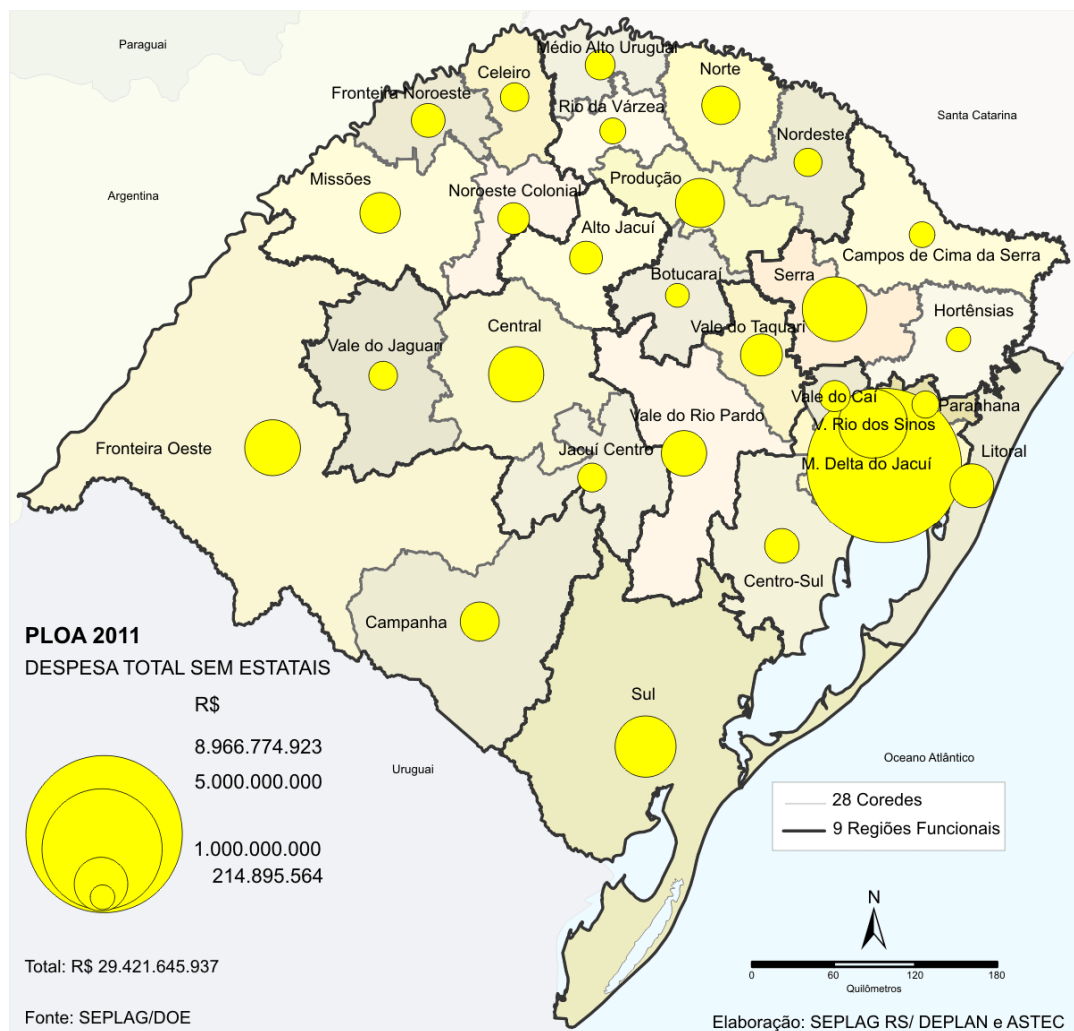 Paraguai
Médio Alto Uruguai
Norte
Celeiro
Fronteira Noroeste
Rio da Várzea
Santa Catarina
Nordeste
Argentina
Missões
Produção
Noroeste Colonial
Alto Jacuí
Campos de Cima da Serra
Botucaraí
Serra
Hortênsias
Central
Vale do Taquari
Vale do Jaguari
Vale do Caí
Paranhana
Vale do Rio Pardo
V. Rio dos Sinos
Fronteira Oeste
Jacuí Centro
Litoral
M. Delta do Jacuí
Centro-Sul
Campanha
PLOA 2011
DESPESA TOTAL SEM ESTATAIS
Sul
R$
8.966.774.923
5.000.000.000
1.000.000.000
214.895.564
Uruguai
Oceano Atlântico
28 Coredes
9 Regiões Funcionais
N
0 60 120 180
Quilômetros
Total: R$ 29.421.645.937
Fonte: SEPLAG/DOE
Elaboração: SEPLAG RS/ DEPLAN e ASTEC